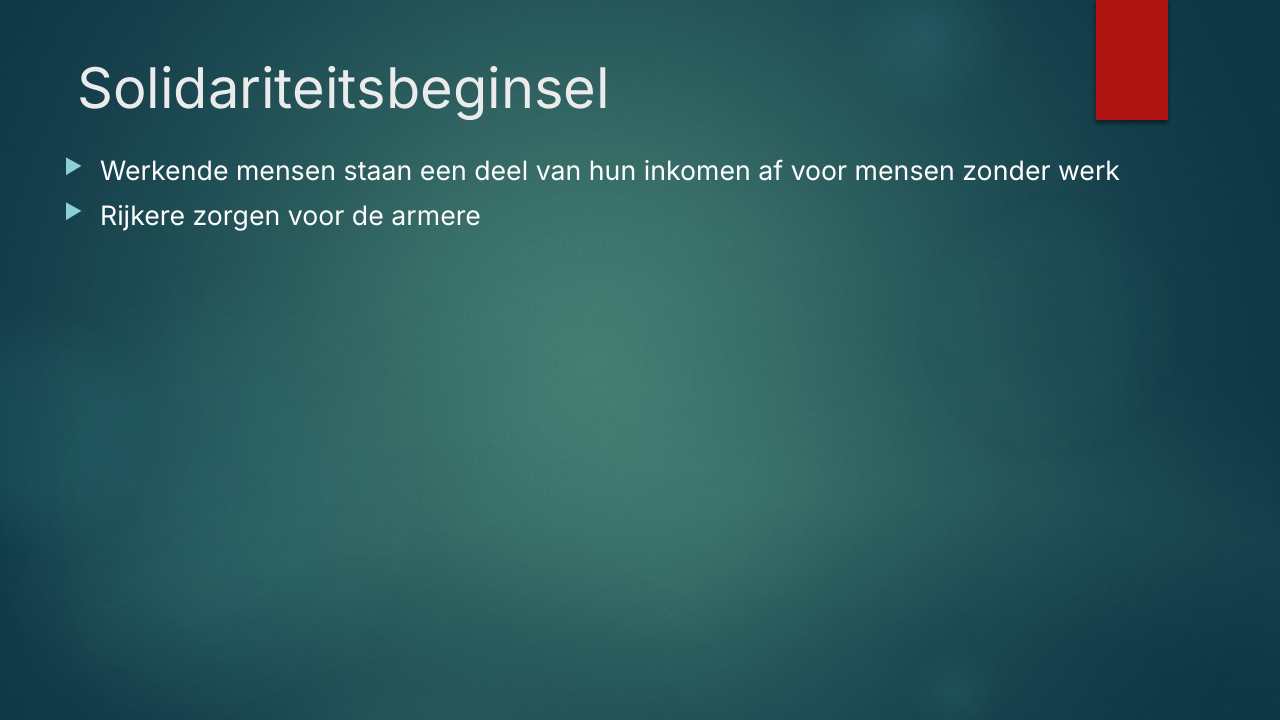 Solidariteitsbeginsel
Werkende mensen staan een deel van hun inkomen af voor mensen zonder werk
Rijkere zorgen voor de armere